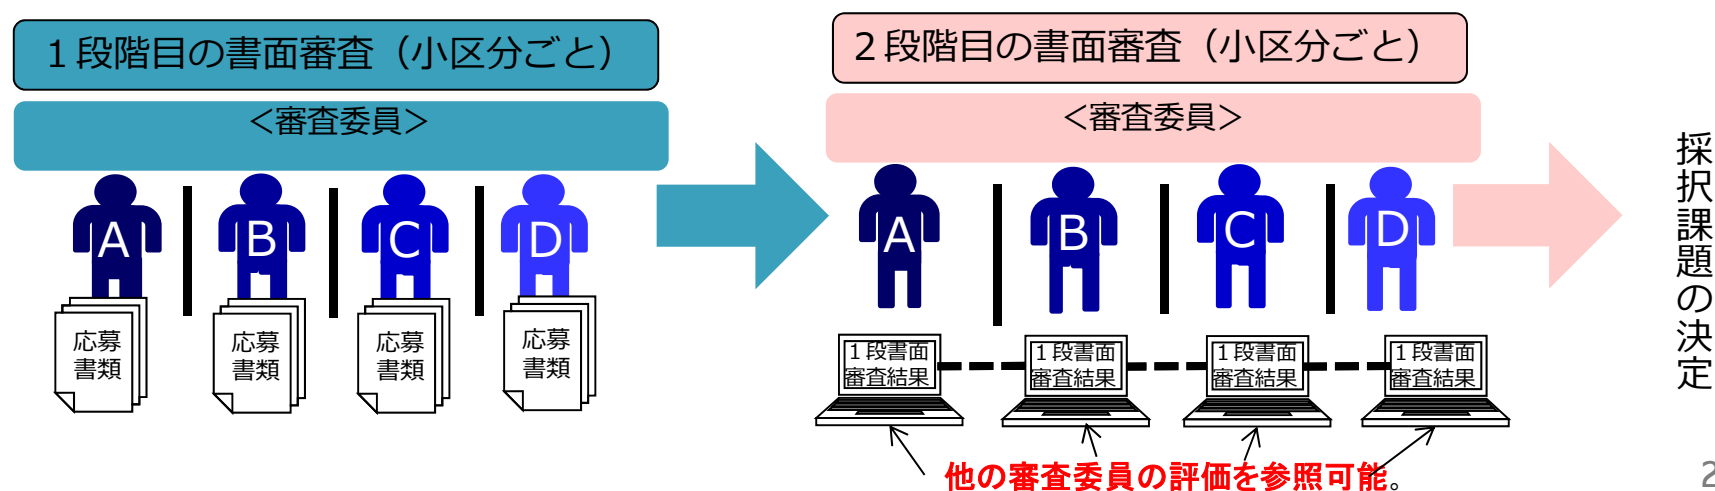 １段階目の書面審査（小区分ごと）
＜審査委員＞
A
B
C
D
応募
書類
応募
書類
応募
書類
応募
書類
２段階目の書面審査（小区分ごと）
＜審査委員＞
A
B
C
D
１段書面
審査結果
１段書面
審査結果
１段書面
審査結果
１段書面
審査結果
他の審査委員の評価を参照可能。
採択課題の決定
2